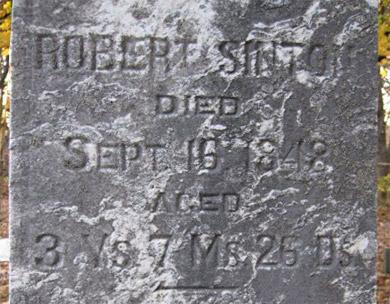 ROBERT SINTON
DIED
SEPT 16 1848
AGED
3 Ys. 7 Ms. 25 Ds.